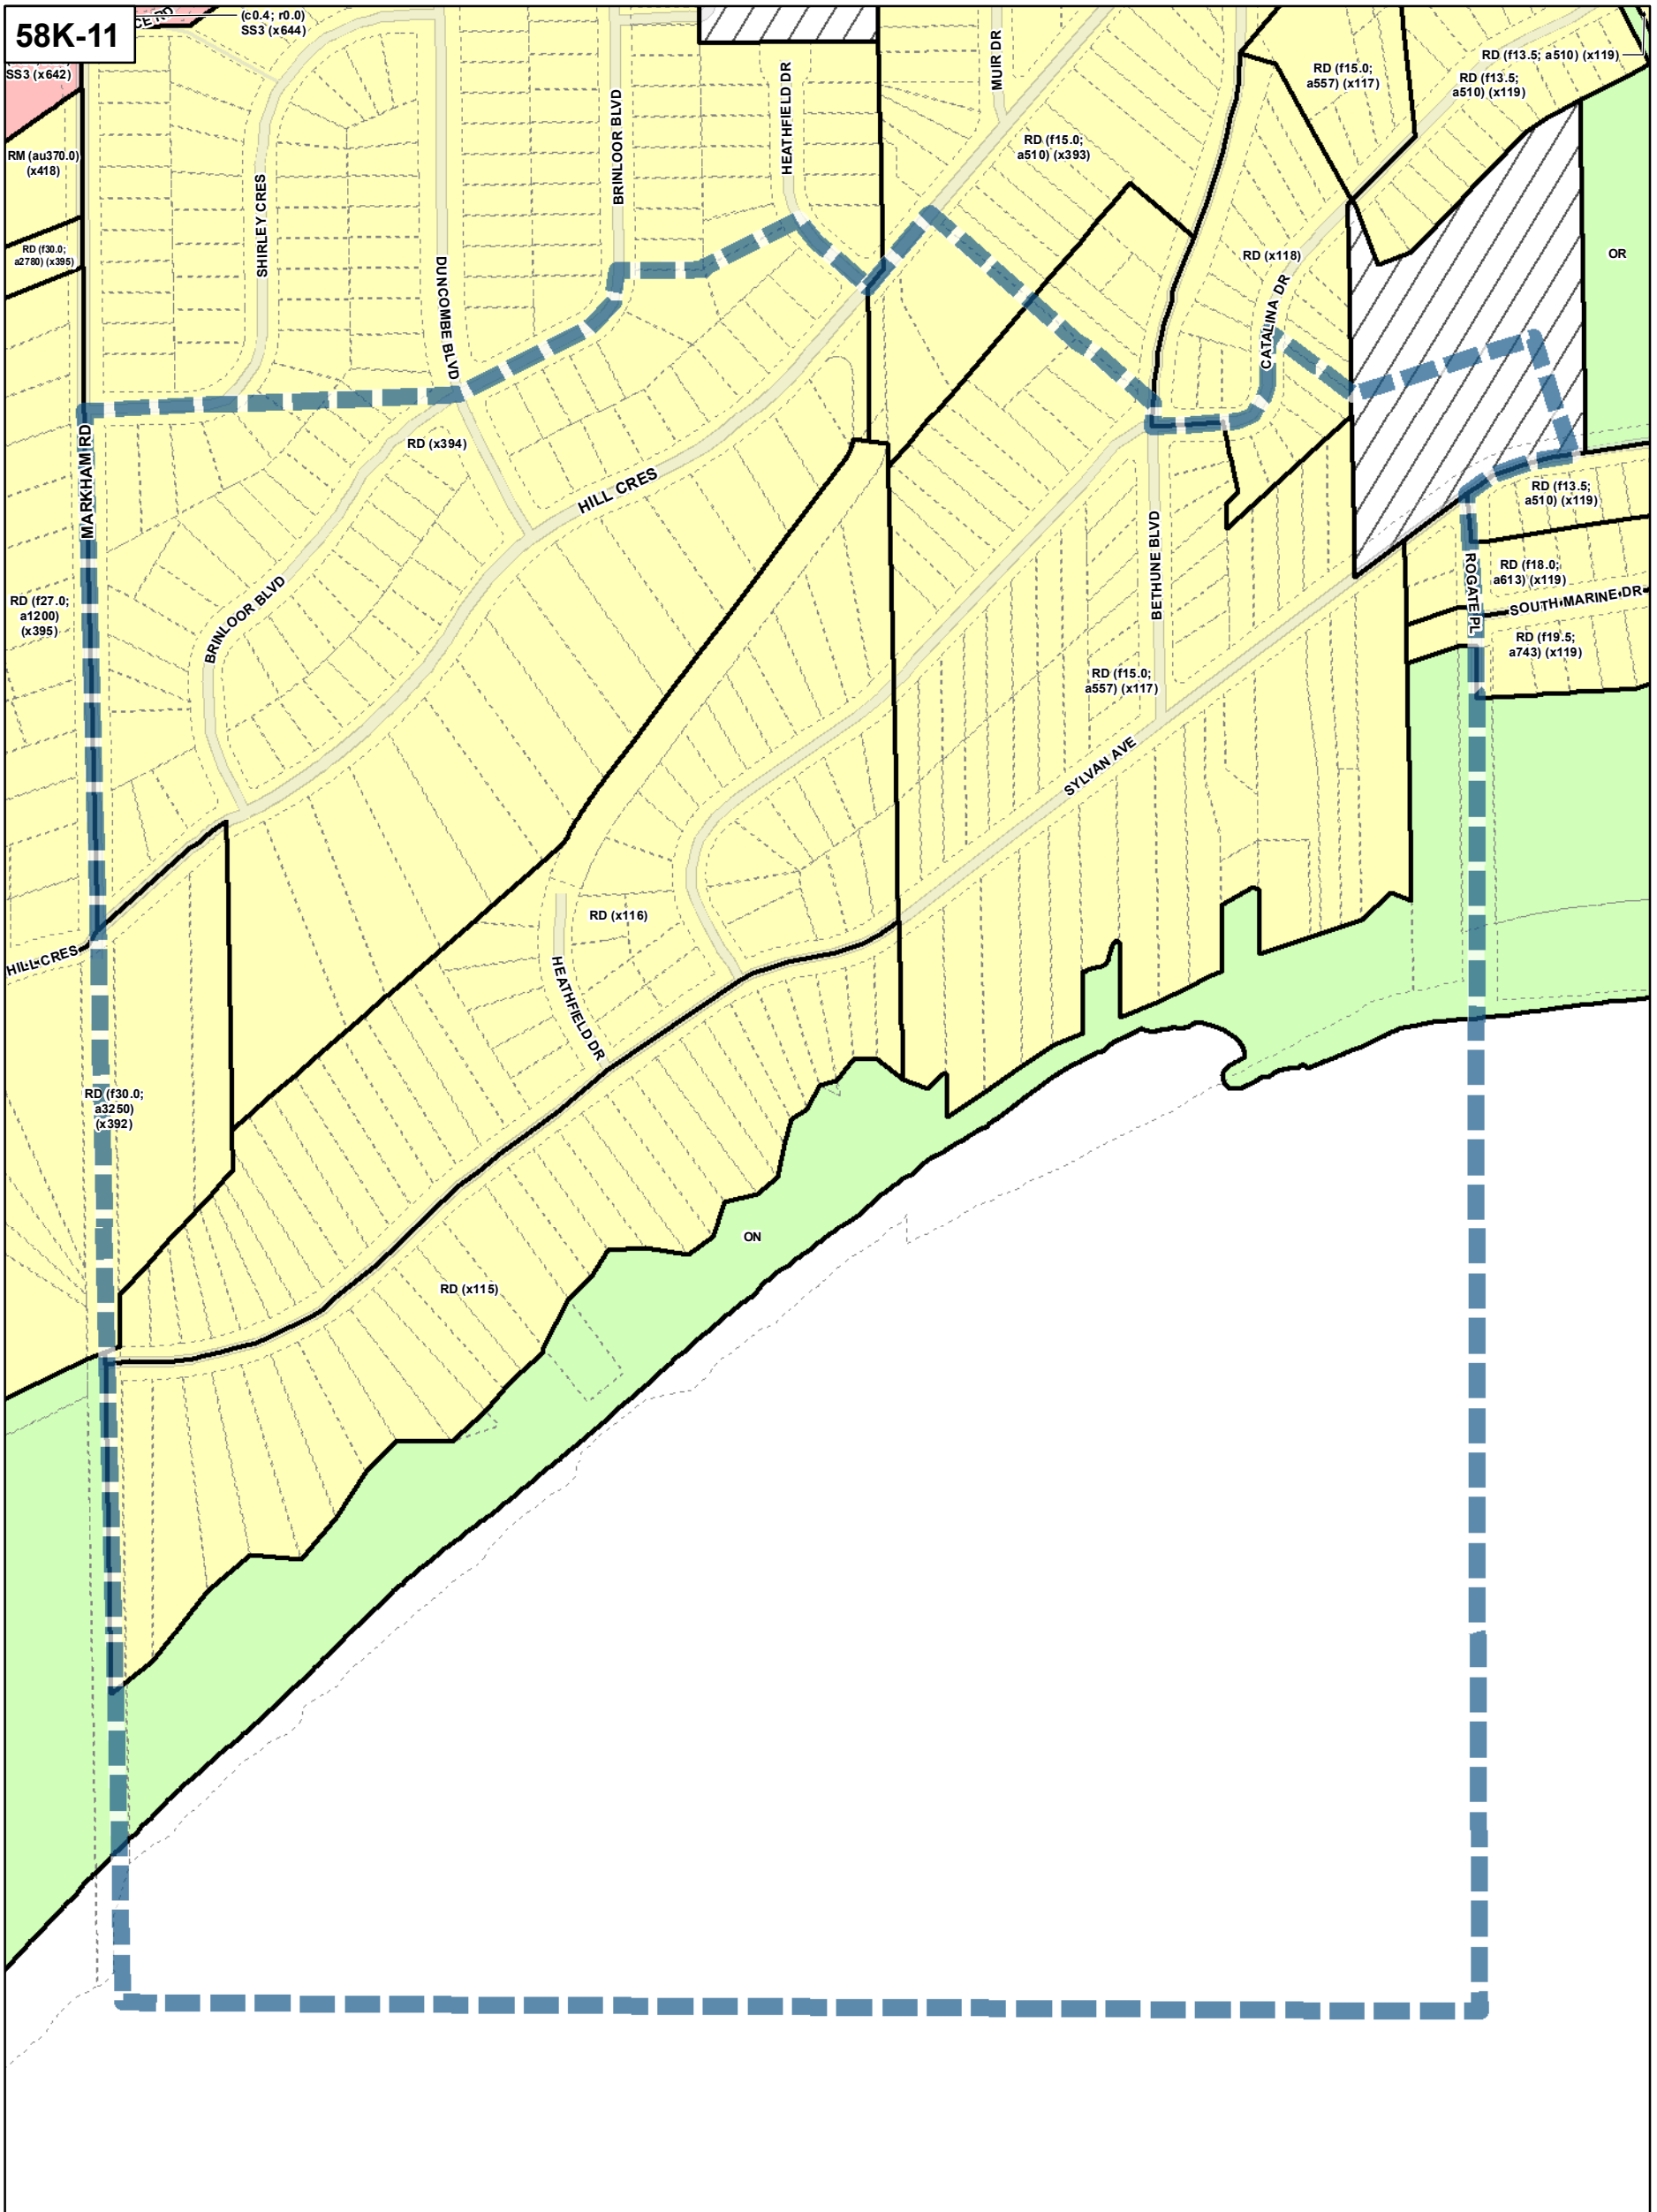 58K-11
CE RD
(c0.4; r0.0)
SS3 (x644)
SS3 (x642)
RM (au370.0)
(x418)
RD (f30.0;
a2780) (x395)
SHIRLEY CRES
DUNCOMBE BLVD
BRINLOOR BLVD
HEATHFIELD DR
MUIR DR
RD (f15.0;
a510) (x393)
RD (f15.0;
a557) (x117)
RD (f13.5; a510) (x119)
RD (f13.5;
a510) (x119)
OR
RD (x118)
CATALINA DR
MARKHAM RD
RD (x394)
HILL CRES
RD (f13.5;
a510) (x119)
RD (f18.0;
a613) (x119)
SOUTH MARINE DR
ROGATE PL
RD (f19.5;
a743) (x119)
BETHUNE BLVD
RD (f27.0;
a1200)
(x395)
BRINLOOR BLVD
RD (f15.0;
a557) (x117)
SYLVAN AVE
RD (x116)
HILL CRES
HEATHFIELD DR
RD (f30.0;
a3250)
(x392)
ON
RD (x115)